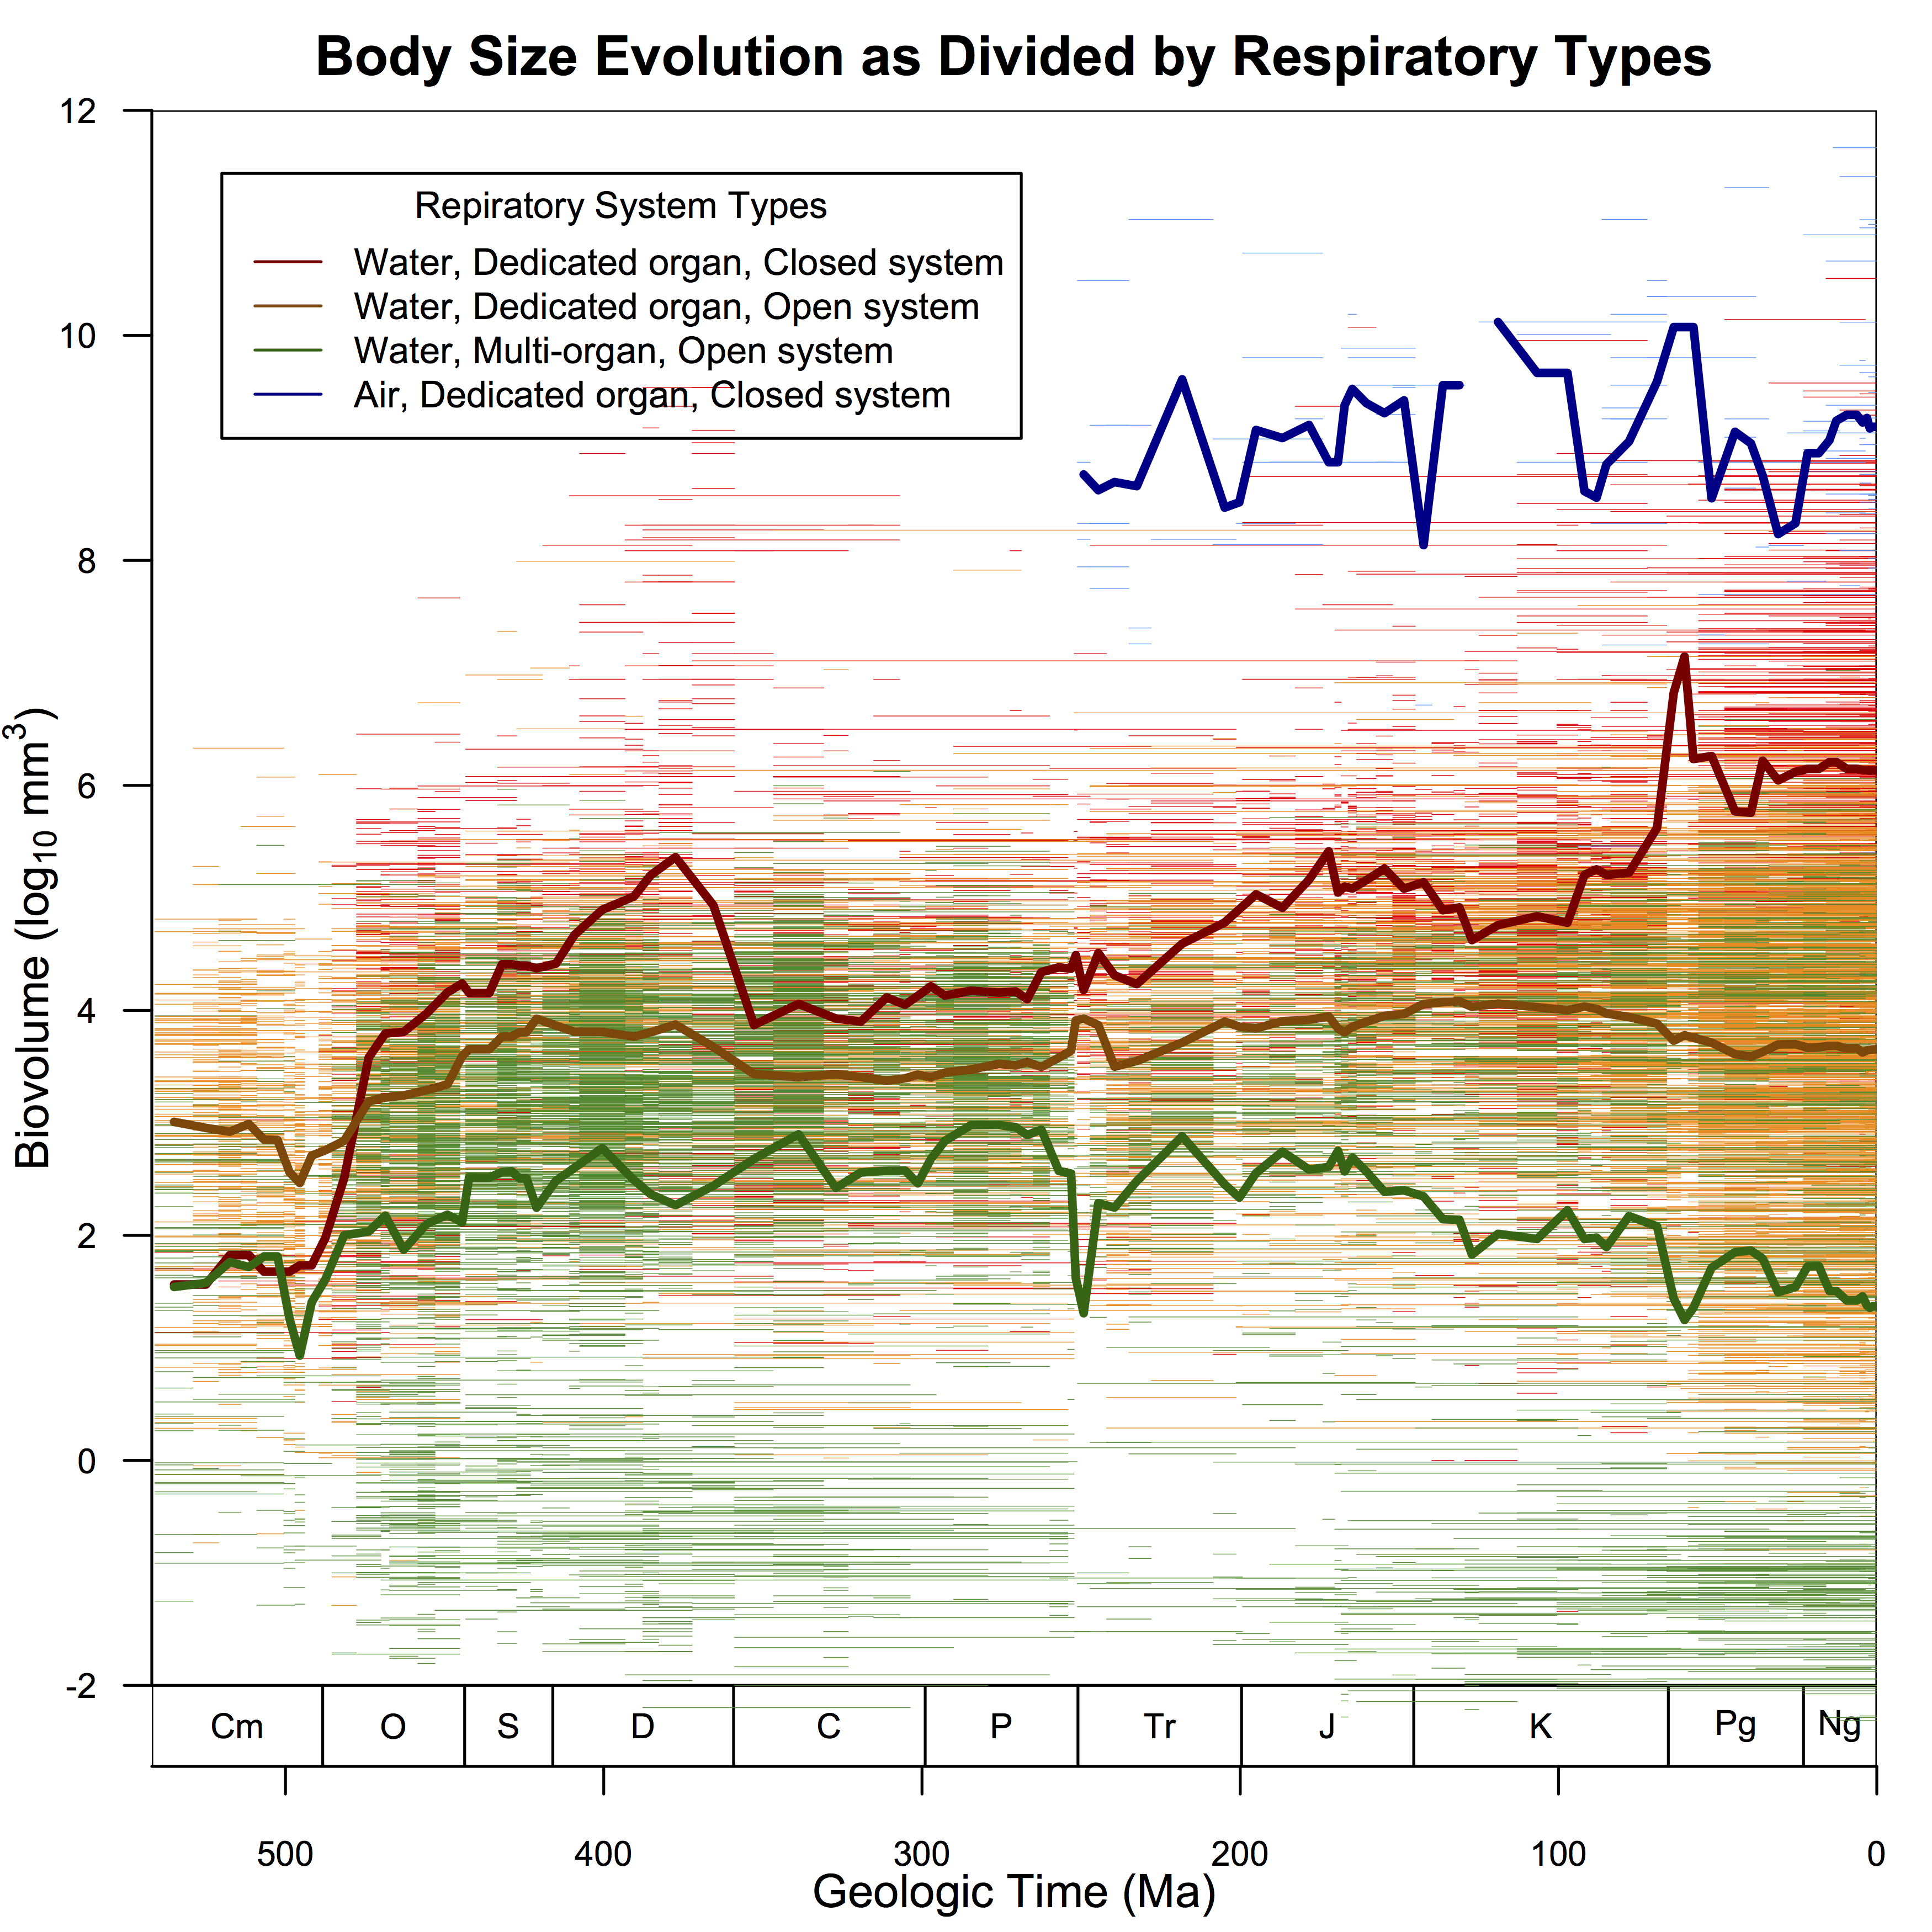 Body Size Evolution as Divided by Respiratory Types
12
10
8
6
4
2
0
-2
Biovolume (log10 mm3)
Repiratory System Types
Water, Dedicated organ, Closed system
Water, Dedicated organ, Open system
Water, Multi-organ, Open system
Air, Dedicated organ, Closed system
Cm O S D C P Tr J K Pg Ng
500 400 300 200 100 0
Geologic Time (Ma)